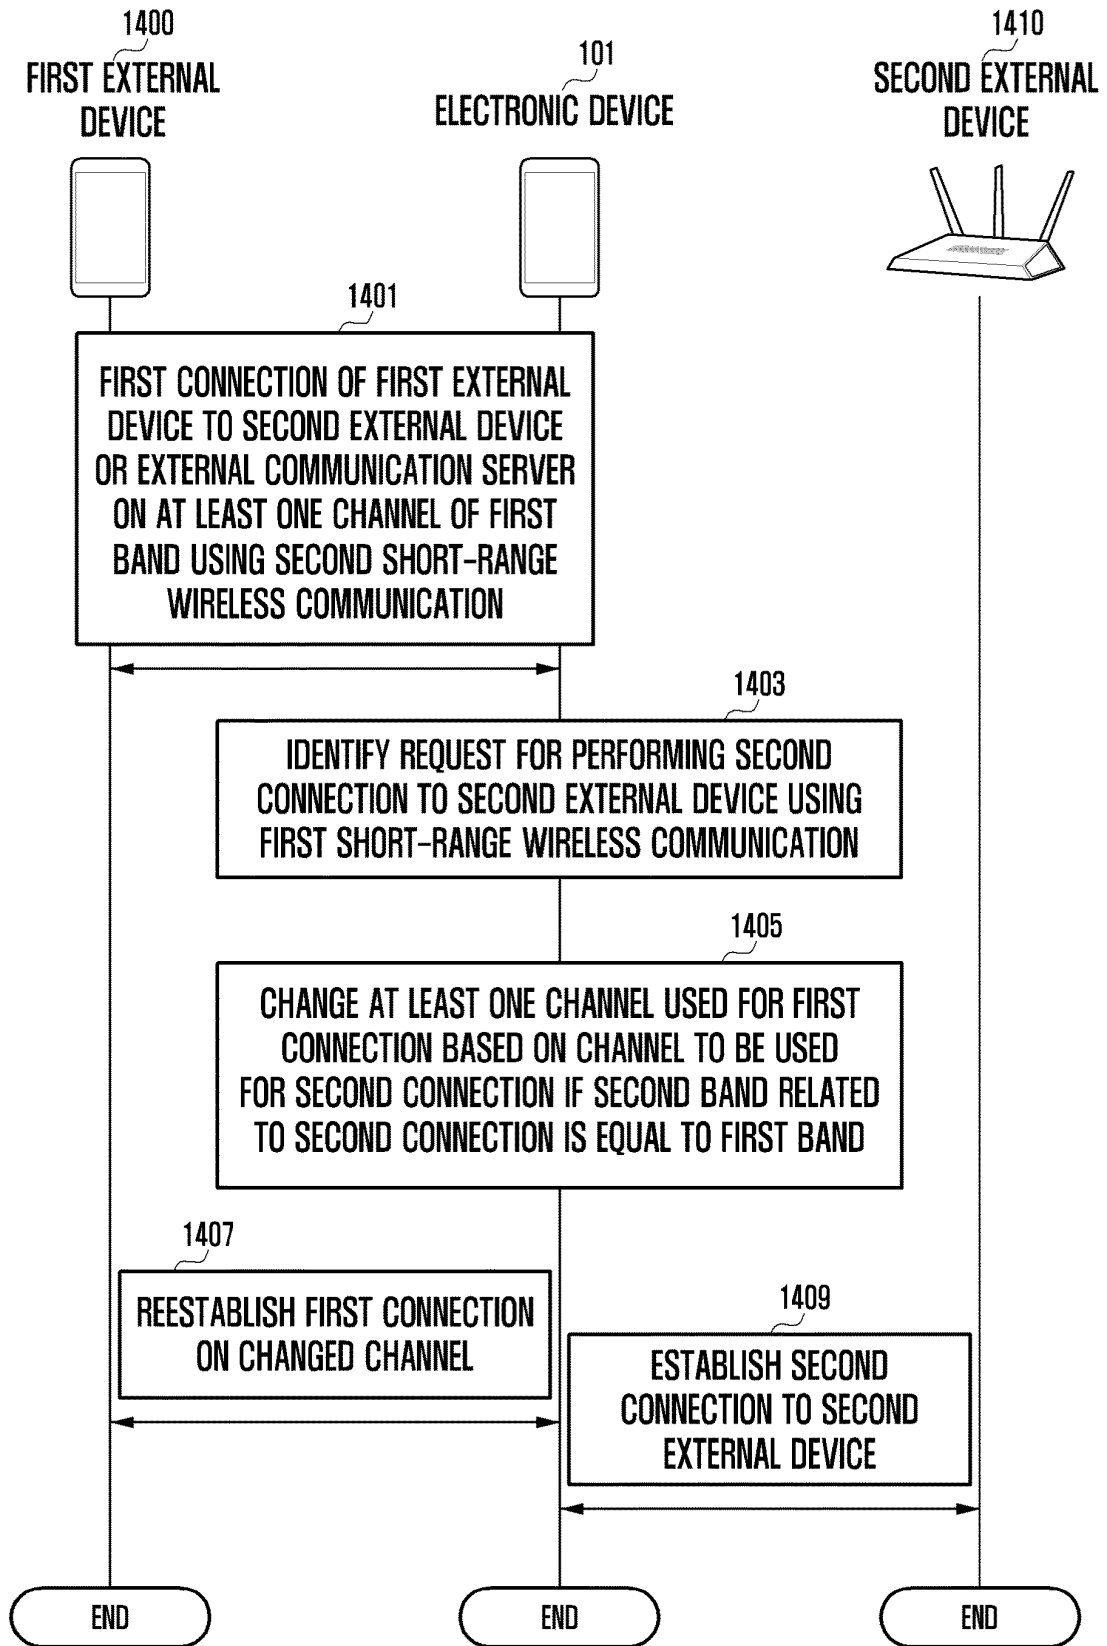 1400
FIRST EXTERNAL
DEVICE
101
ELECTRONIC DEVICE
1410
SECOND EXTERNAL
DEVICE
1401
FIRST CONNECTION OF FIRST EXTERNAL
DEVICE TO SECOND EXTERNAL DEVICE
OR EXTERNAL COMMUNICATION SERVER
ON AT LEAST ONE CHANNEL OF FIRST
BAND USING SECOND SHORT-RANGE
WIRELESS COMMUNICATION
1403
IDENTIFY REQUEST FOR PERFORMING SECOND
CONNECTION TO SECOND EXTERNAL DEVICE USING
FIRST SHORT-RANGE WIRELESS COMMUNICATION
1405
CHANGE AT LEAST ONE CHANNEL USED FOR FIRST
CONNECTION BASED ON CHANNEL TO BE USED
FOR SECOND CONNECTION IF SECOND BAND RELATED
TO SECOND CONNECTION IS EQUAL TO FIRST BAND
1407
REESTABLISH FIRST CONNECTION
ON CHANGED CHANNEL
1409
ESTABLISH SECOND
CONNECTION TO SECOND
EXTERNAL DEVICE
END
END
END